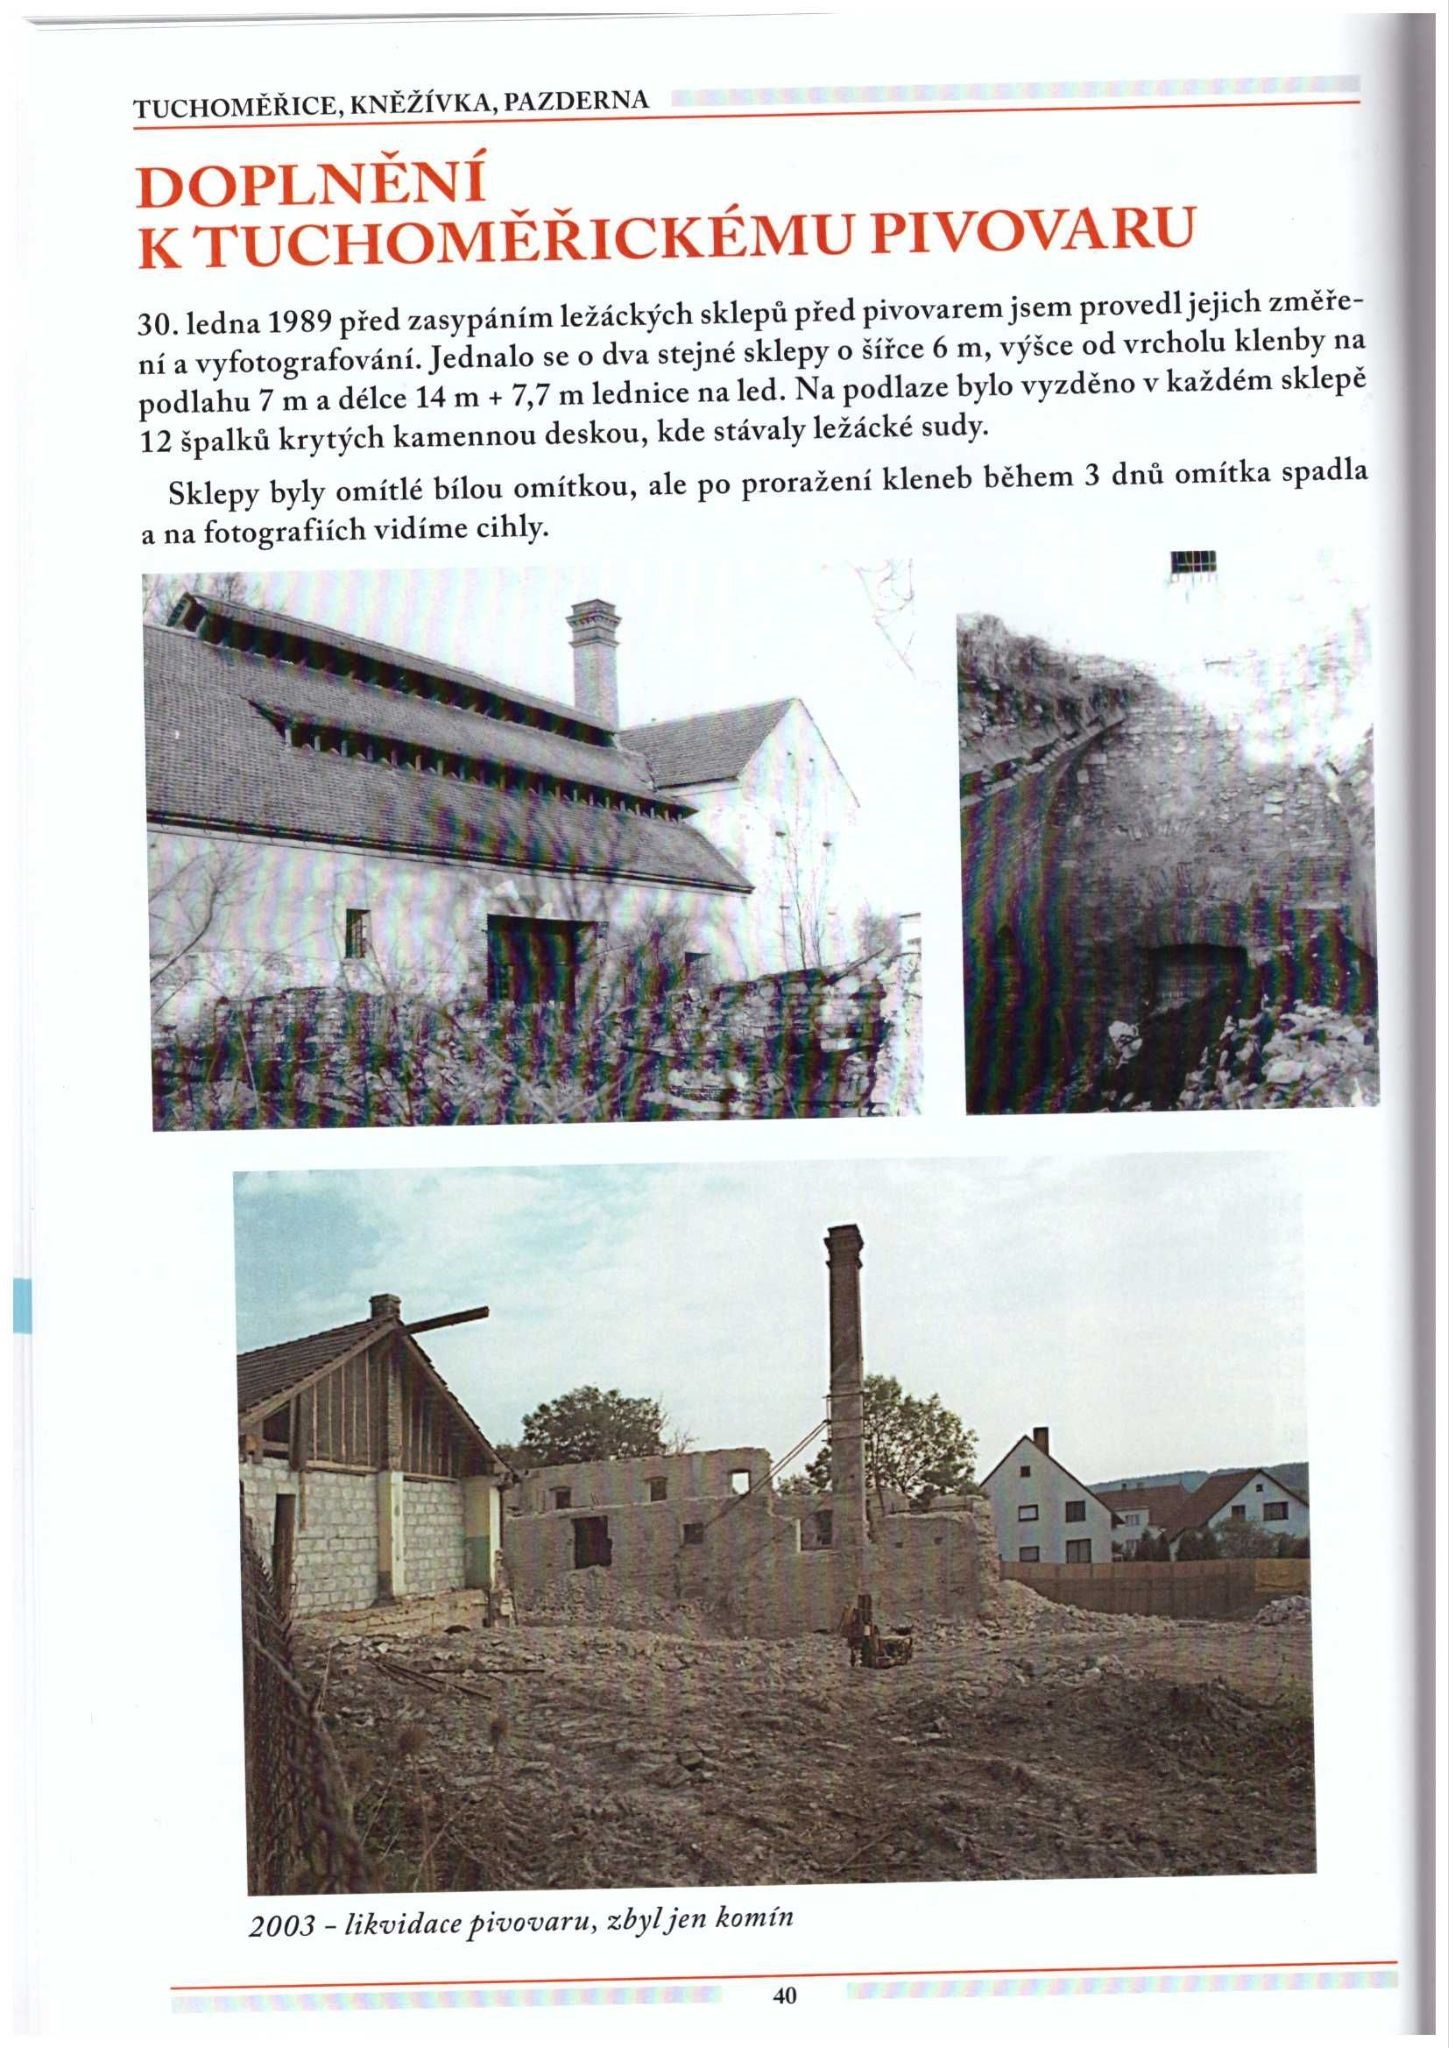 TUCHOMĚŘICE, KNĚŽÍVKA, PAZDERNA
DOPLNĚNÍ
K TUCHOMĚŘICKÉMU PIVOVARU
30. ledna 1989 před zasypáním ležáckých sklepů před pivovarem jsem provedl jejich změře-
ní a vyfotografování. Jednalo se o dva stejné sklepy o šířce 6 m, výšce od vrcholu klenby na
podlahu 7 m a délce 14 m + 7,7 m lednice na led. Na podlaze bylo vyzděno v každém sklepě
12 špalků krytých kamennou deskou, kde stávaly ležácké sudy.
Sklepy byly omítlé bílou omítkou, ale po proražení kleneb během 3 dnů omítka spadla
a na fotografiích vidíme cihly.
2003 – likvidace pivovaru, zbyl jen komín
40